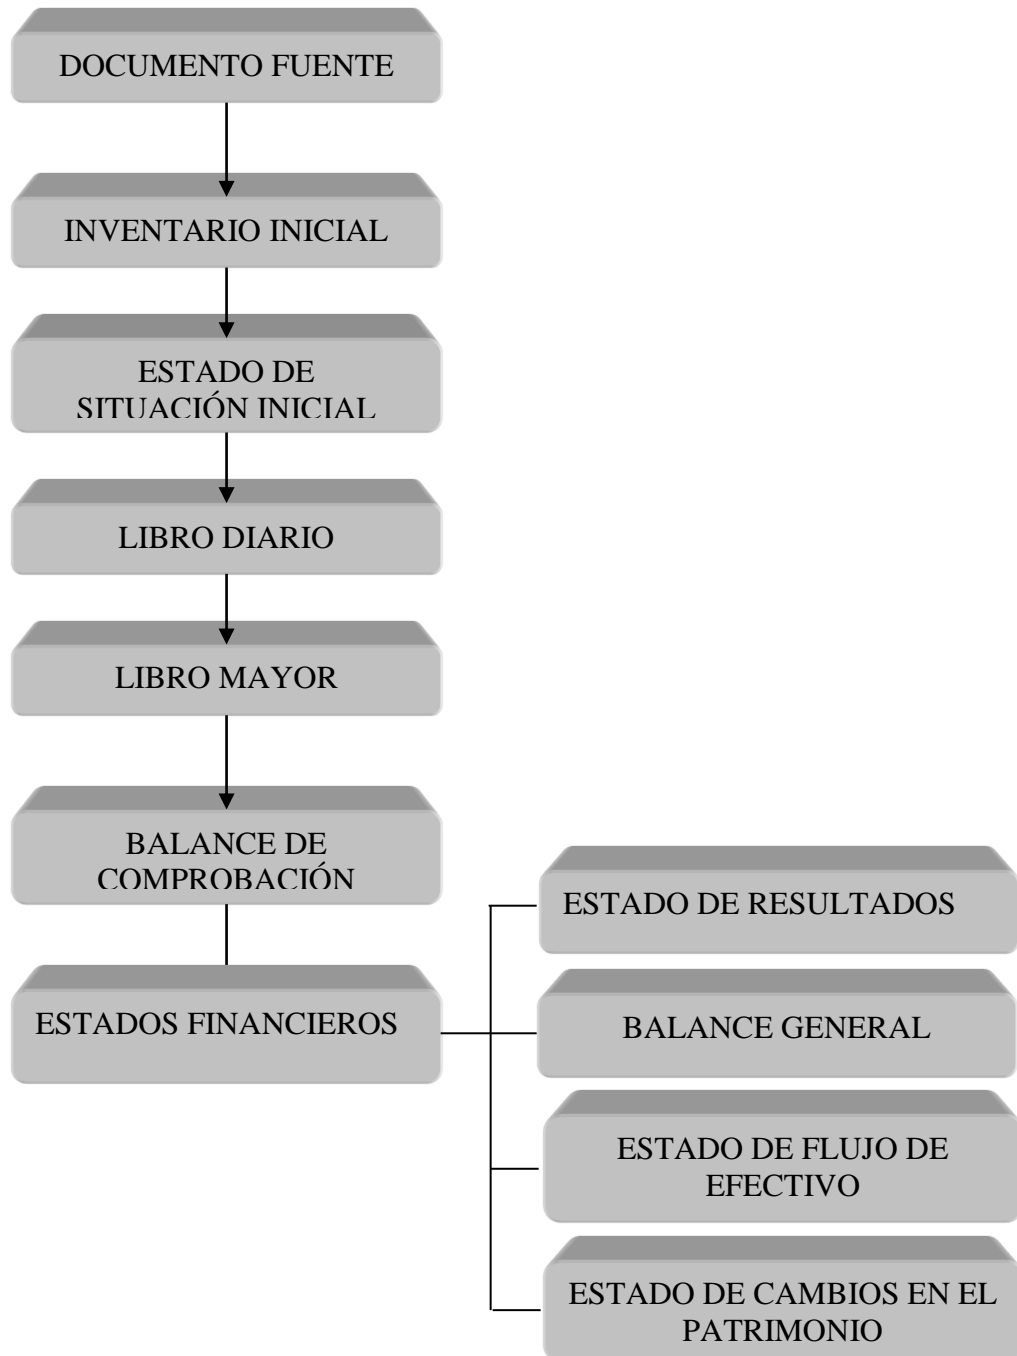 DOCUMENTO FUENTE
INVENTARIO INICIAL
ESTADO DE
SITUACIÓN INICIAL
LIBRO DIARIO
LIBRO MAYOR
BALANCE DE
COMPROBACIÓN
ESTADOS FINANCIEROS
ESTADO DE RESULTADOS
BALANCE GENERAL
ESTADO DE FLUJO DE
EFECTIVO
ESTADO DE CAMBIOS EN EL
PATRIMONIO